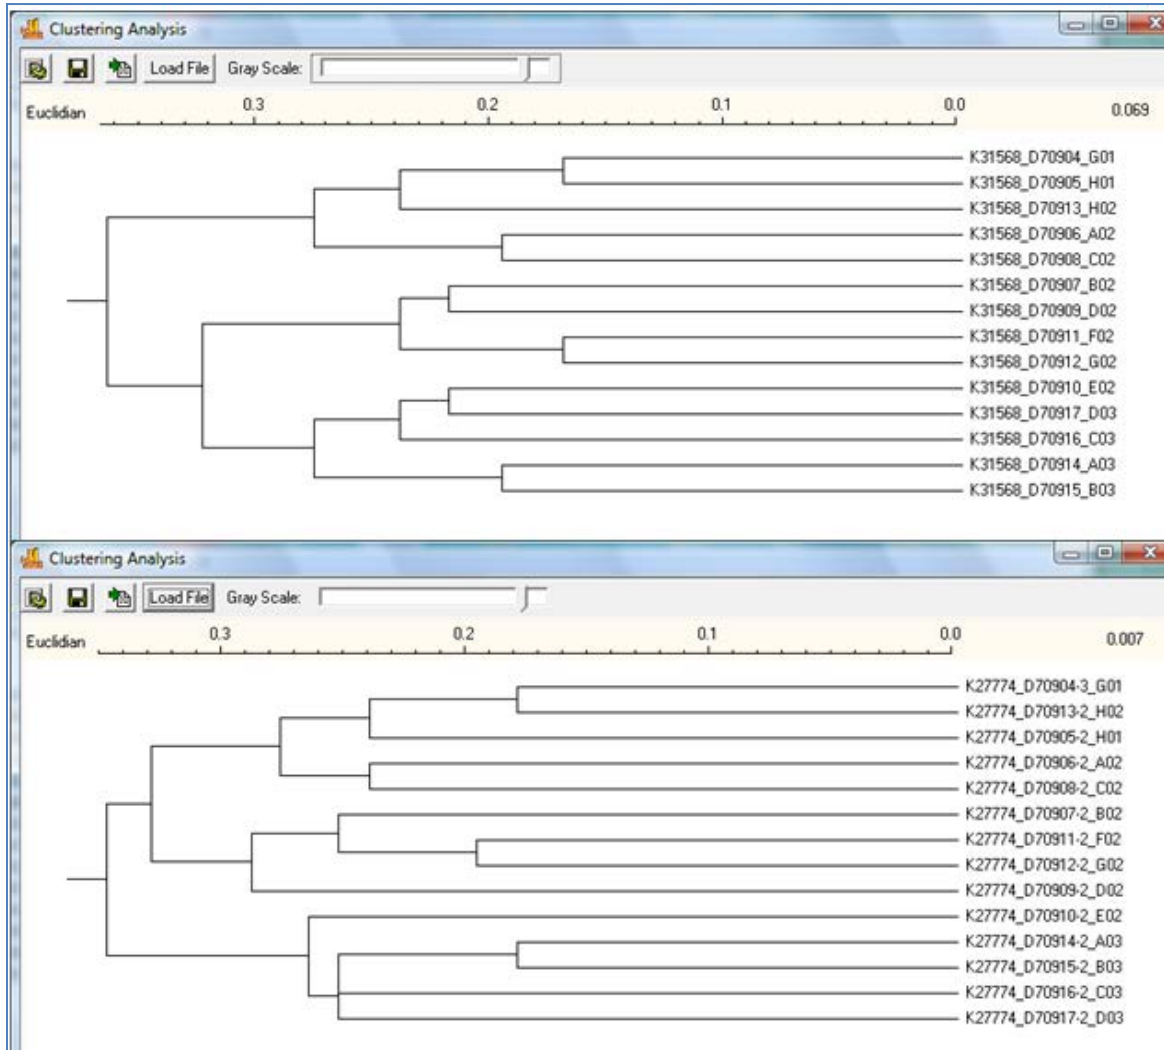 Clustering Analysis
Load File Gray Scale:
Euclidian 0.3 0.2 0.1 0.0 0.069
K31568_D70904_G01
K31568_D70905_H01
K31568_D70913_H02
K31568_D70906_A02
K31568_D70908_C02
K31568_D70907_B02
K31568_D70909_D02
K31568_D70911_F02
K31568_D70912_G02
K31568_D70910_E02
K31568_D70917_D03
K31568_D70916_C03
K31568_D70914_A03
K31568_D70915_B03
Clustering Analysis
Load File Gray Scale:
Euclidian 0.3 0.2 0.1 0.0 0.007
K27774_D70904-3_G01
K27774_D70913-2_H02
K27774_D70905-2_H01
K27774_D70906-2_A02
K27774_D70908-2_C02
K27774_D70907-2_B02
K27774_D70911-2_F02
K27774_D70912-2_G02
K27774_D70909-2_D02
K27774_D70910-2_E02
K27774_D70914-2_A03
K27774_D70915-2_B03
K27774_D70916-2_C03
K27774_D70917-2_D03